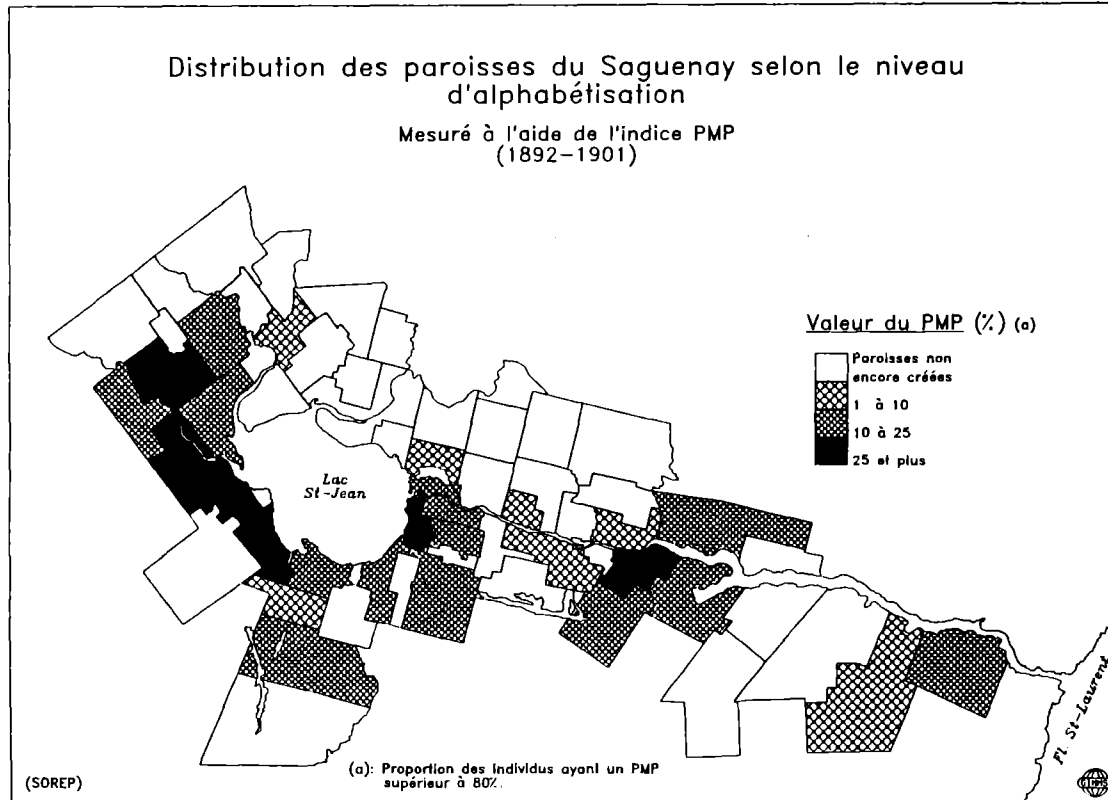 Distribution des paroisses du Saguenay selon le niveau
d'alphabétisation
Mesuré à l'aide de l'indice PMP
(1892-1901)
Valeur du PMP (%) (a)
Paroisses non
encore créées
1 à 10
10 à 25
25 et plus
Lac
St-Jean
Fl. St-Laurent
(a): Proportion des individus ayant un PMP
supérieur à 80%.
(SOREP)